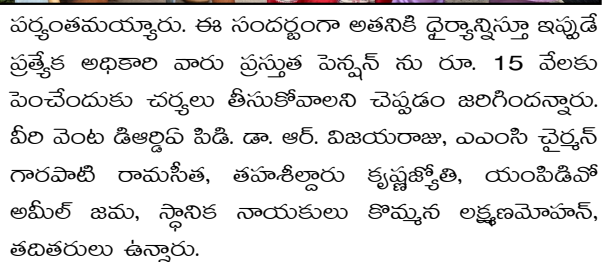 పర్యంతమయ్యారు. ఈ సందర్భంగా అతనికి ధైర్యాన్నిస్తూ ఇప్పుడే
ప్రత్యేక అధికారి వారు ప్రస్తుత పెన్షన్ ను రూ. 15 వేలకు
పెంచేందుకు చర్యలు తీసుకోవాలని చెప్పడం జరిగిందన్నారు.
వీరి వెంట డిఆర్డిఏ పిడి. డా. ఆర్. విజయరాజు, ఎఎంసి చైర్మన్
గారపాటి రామసీత, తహశీల్దారు కృష్ణజ్యోతి, యంపిడివో
అమీల్ జమ, స్థానిక నాయకులు కొమ్మన లక్ష్మణమోహన్,
తదితరులు ఉన్నారు.